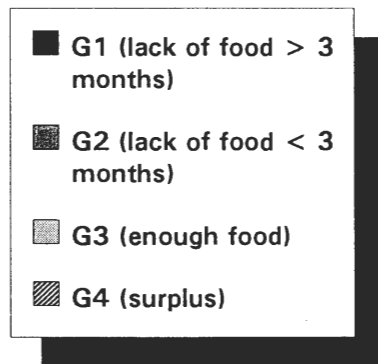 G1 (lack of food > 3
months)
G2 (lack of food < 3
months)
G3 (enough food)
G4 (surplus)